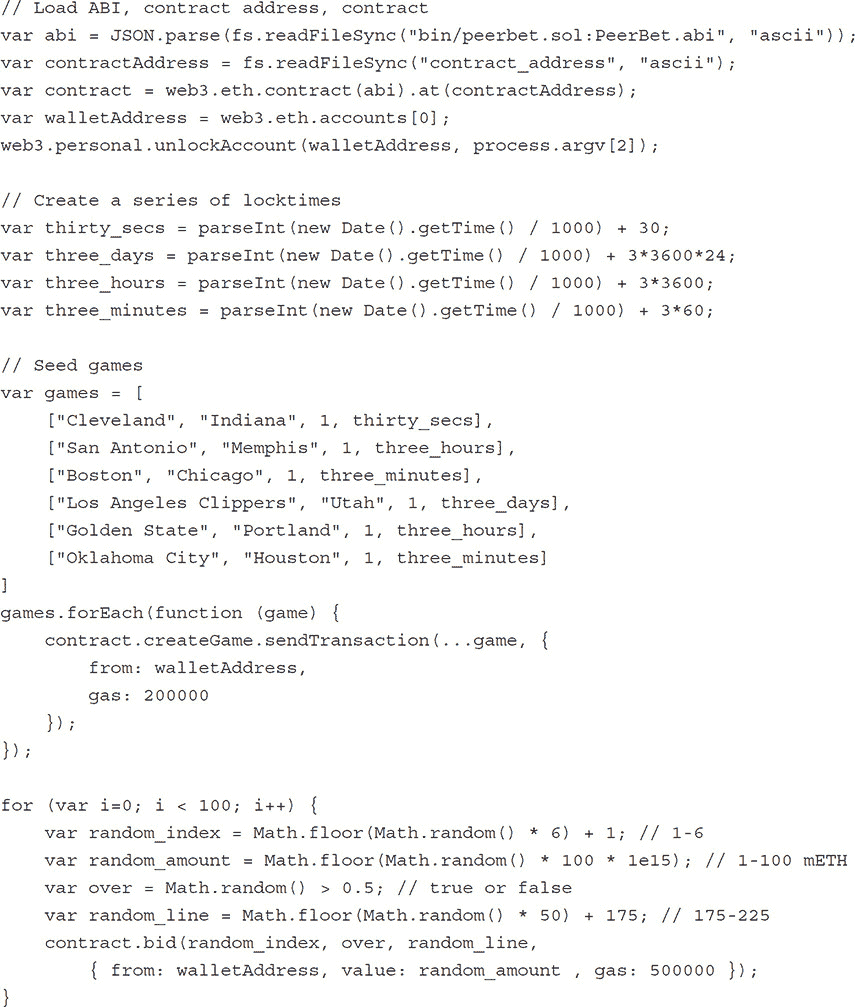 // Load ABI, contract address, contract
var abi = JSON.parse(fs.readFileSync("bin/peerbet.sol:PeerBet.abi", "ascii"));
var contractAddress = fs.readFileSync("contract_address", "ascii");
var contract = web3.eth.contract(abi).at(contractAddress);
var walletAddress = web3.eth.accounts[0];
web3.personal.unlockAccount(walletAddress, process.argv[2]);

// Create a series of locktimes
var thirty_secs = parseInt(new Date().getTime() / 1000) + 30;
var three_days = parseInt(new Date().getTime() / 1000) + 3*3600*24;
var three_hours = parseInt(new Date().getTime() / 1000) + 3*3600;
var three_minutes = parseInt(new Date().getTime() / 1000) + 3*60;

// Seed games
var games = [
    ["Cleveland", "Indiana", 1, thirty_secs],
    ["San Antonio", "Memphis", 1, three_hours],
    ["Boston", "Chicago", 1, three_minutes],
    ["Los Angeles Clippers", "Utah", 1, three_days],
    ["Golden State", "Portland", 1, three_hours],
    ["Oklahoma City", "Houston", 1, three_minutes]
]
games.forEach(function (game) {
    contract.createGame.sendTransaction(...game, {
        from: walletAddress,
        gas: 200000
    });
});

for (var i=0; i < 100; i++) {
    var random_index = Math.floor(Math.random() * 6) + 1; // 1-6
    var random_amount = Math.floor(Math.random() * 100 * 1e15); // 1-100 mETH
    var over = Math.random() > 0.5; // true or false
    var random_line = Math.floor(Math.random() * 50) + 175; // 175-225
    contract.bid(random_index, over, random_line,
        { from: walletAddress, value: random_amount , gas: 500000 });
}